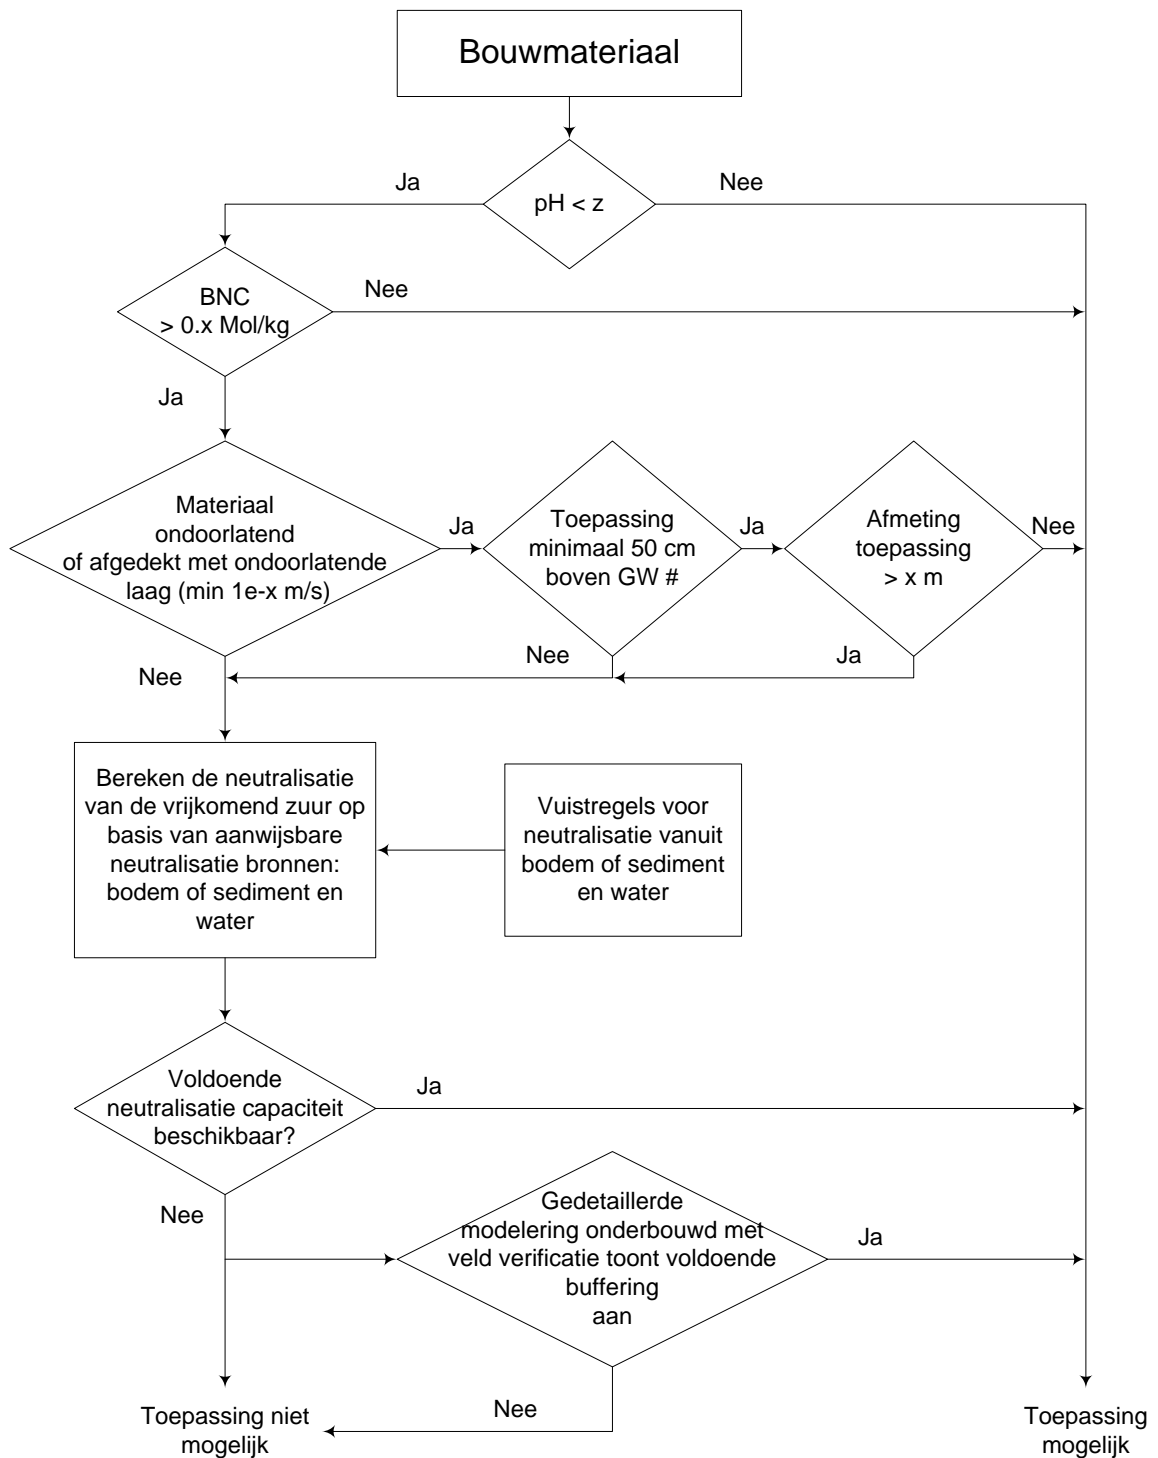 Bouwmateriaal
Ja
Nee
pH < z
BNC
> 0.x Mol/kg
Nee
Ja
Materiaal
ondoorlatend
of afgedekt met ondoorlatende
laag (min 1e-x m/s)
Ja
Toepassing
minimaal 50 cm
boven GW #
Ja
Afmeting
toepassing
> x m
Nee
Nee
Nee
Ja
Bereken de neutralisatie
van de vrijkomend zuur op
basis van aanwijsbare
neutralisatie bronnen:
bodem of sediment en
water
Vuistregels voor
neutralisatie vanuit
bodem of sediment
en water
Voldoende
neutralisatie capaciteit
beschikbaar?
Ja
Nee
Gedetaillerde
modelering onderbouwd met
veld verificatie toont voldoende
buffering
aan
Ja
Nee
Toepassing niet
mogelijk
Toepassing
mogelijk